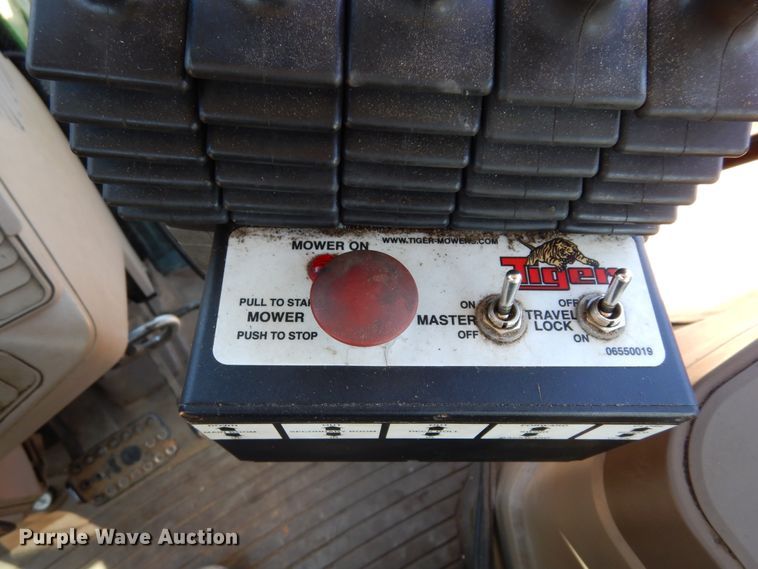 MOWER ON
WWW.TIGER-MOWERS.COM
Tiger
PULL TO START
MOWER
PUSH TO STOP
ON
MASTER
OFF
OFF
TRAVEL
LOCK
ON
06550019
Purple Wave Auction